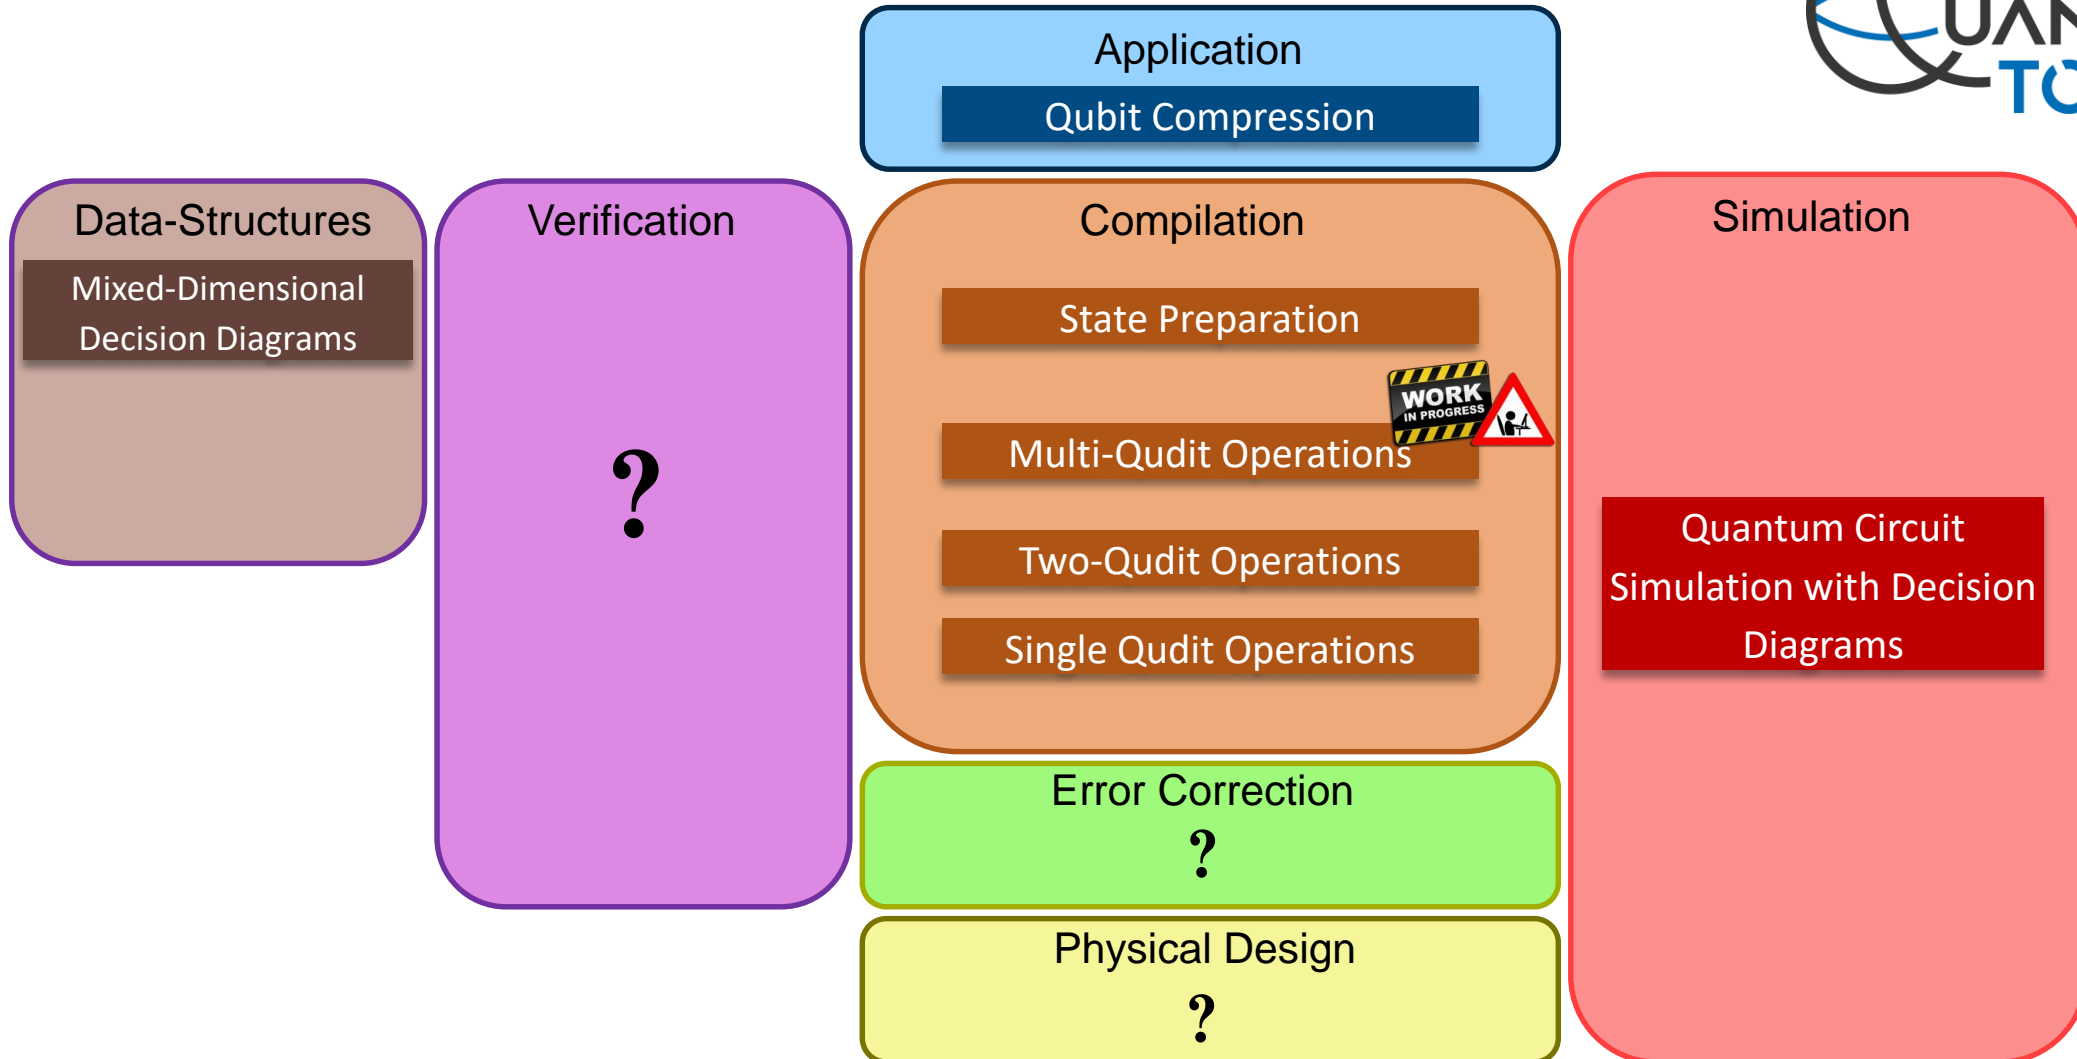 Application
Qubit Compression
Data-Structures
Mixed-Dimensional
Decision Diagrams
Verification
?
Compilation
State Preparation
WORK
IN PROGRESS
Multi-Qudit Operations
Two-Qudit Operations
Single Qudit Operations
Error Correction
?
Physical Design
?
Simulation
Quantum Circuit
Simulation with Decision
Diagrams